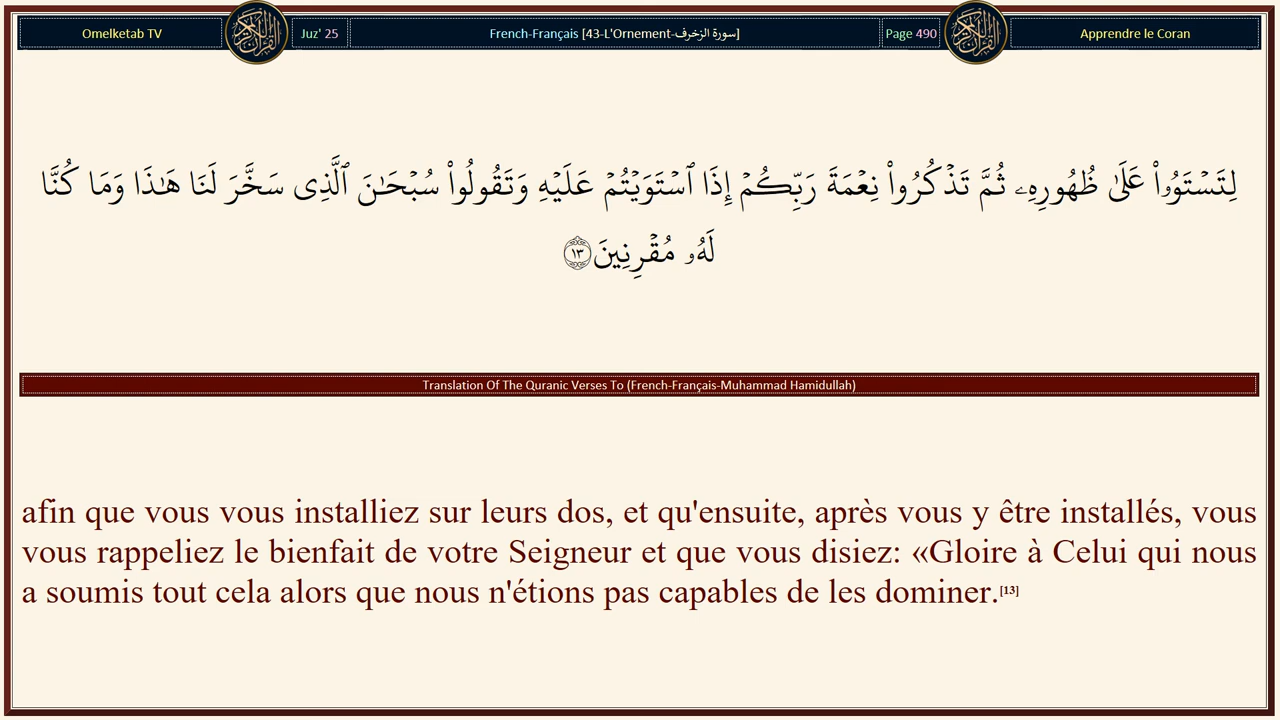 Omelketab TV
Juz' 25
French-Français [43-L'Ornement-سورة الزخرف]
Page 490
Apprendre le Coran
لِتَسۡتَوُۥاْ عَلَىٰ ظُهُورِهِۦ ثُمَّ تَذۡكُرُواْ نِعۡمَةَ رَبِّكُمۡ إِذَا ٱسۡتَوَيۡتُمۡ عَلَيۡهِ وَتَقُولُواْ سُبۡحَٰنَ ٱلَّذِى سَخَّرَ لَنَا هَٰذَا وَمَا كُنَّا
لَهُۥ مُقۡرِنِينَ ١٣
Translation Of The Quranic Verses To (French-Français-Muhammad Hamidullah)
afin que vous vous installiez sur leurs dos, et qu'ensuite, après vous y être installés, vous
vous rappeliez le bienfait de votre Seigneur et que vous disiez: «Gloire à Celui qui nous
a soumis tout cela alors que nous n'étions pas capables de les dominer.[13]